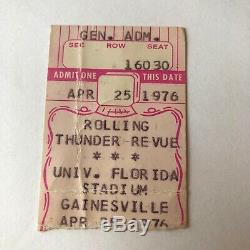 GEN. ADM.
SEC ROW SEAT
16030
ADMIT ONE THIS DATE
APR 25 1976
ROLLING
THUNDER REVUE
* * *
UNIV. FLORIDA
STADIUM
GAINESVILLE
APR 25 1976